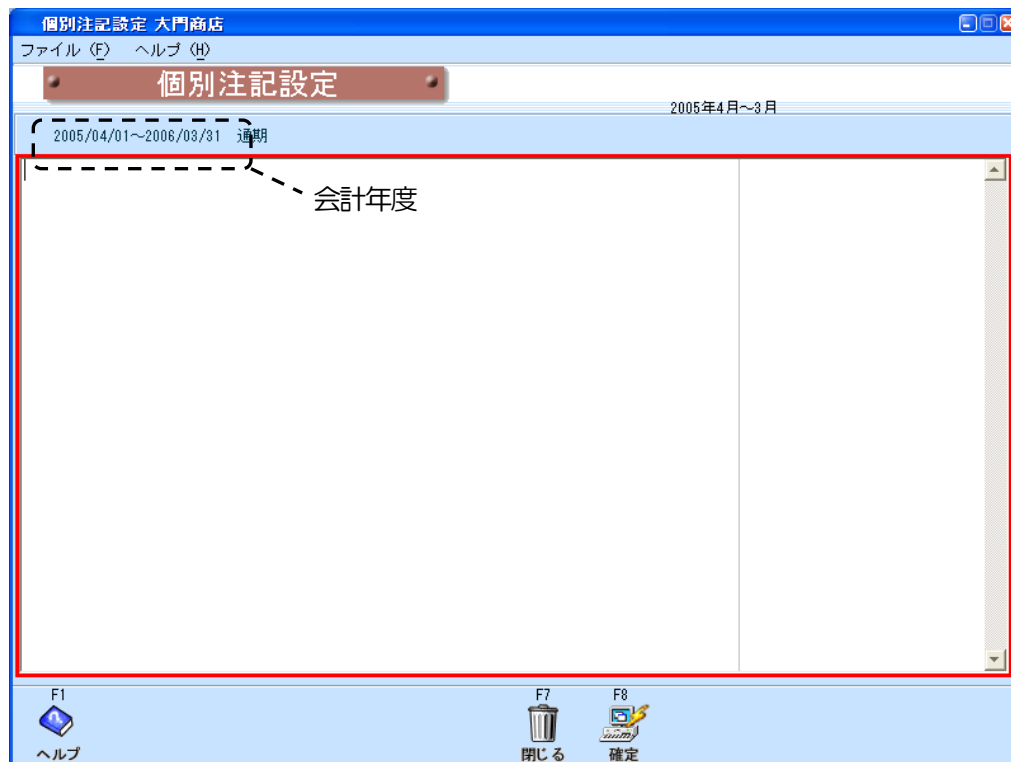 個別注記設定 大門商店
ファイル (F) ヘルプ (H)
個別注記設定
2005年4月～3月
2005/04/01～2006/03/31 通期
会計年度
F1 F7 F8
ヘルプ 閉じる 確定